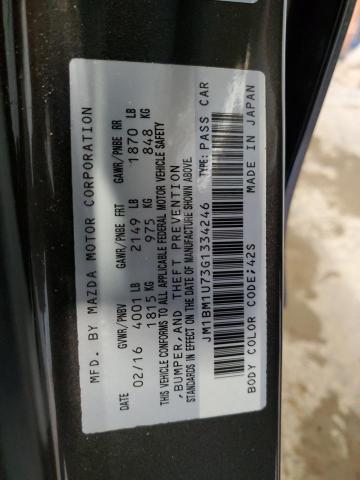 MFD. BY MAZDA MOTOR CORPORATION
DATE GVWR/PNBV GAWR/PNBE FRT GAWR/PNBE RR
02/16 4001 LB 2149 LB 1870 LB
1815 KG 975 KG 848 KG
THIS VEHICLE CONFORMS TO ALL APPLICABLE FEDERAL MOTOR VEHICLE SAFETY
,BUMPER,AND THEFT PREVENTION
STANDARDS IN EFFECT ON THE DATE OF MANUFACTURE SHOWN ABOVE.
JM1BM1U73G1334246 TYPE: PASS CAR
BODY COLOR CODE;42S MADE IN JAPAN